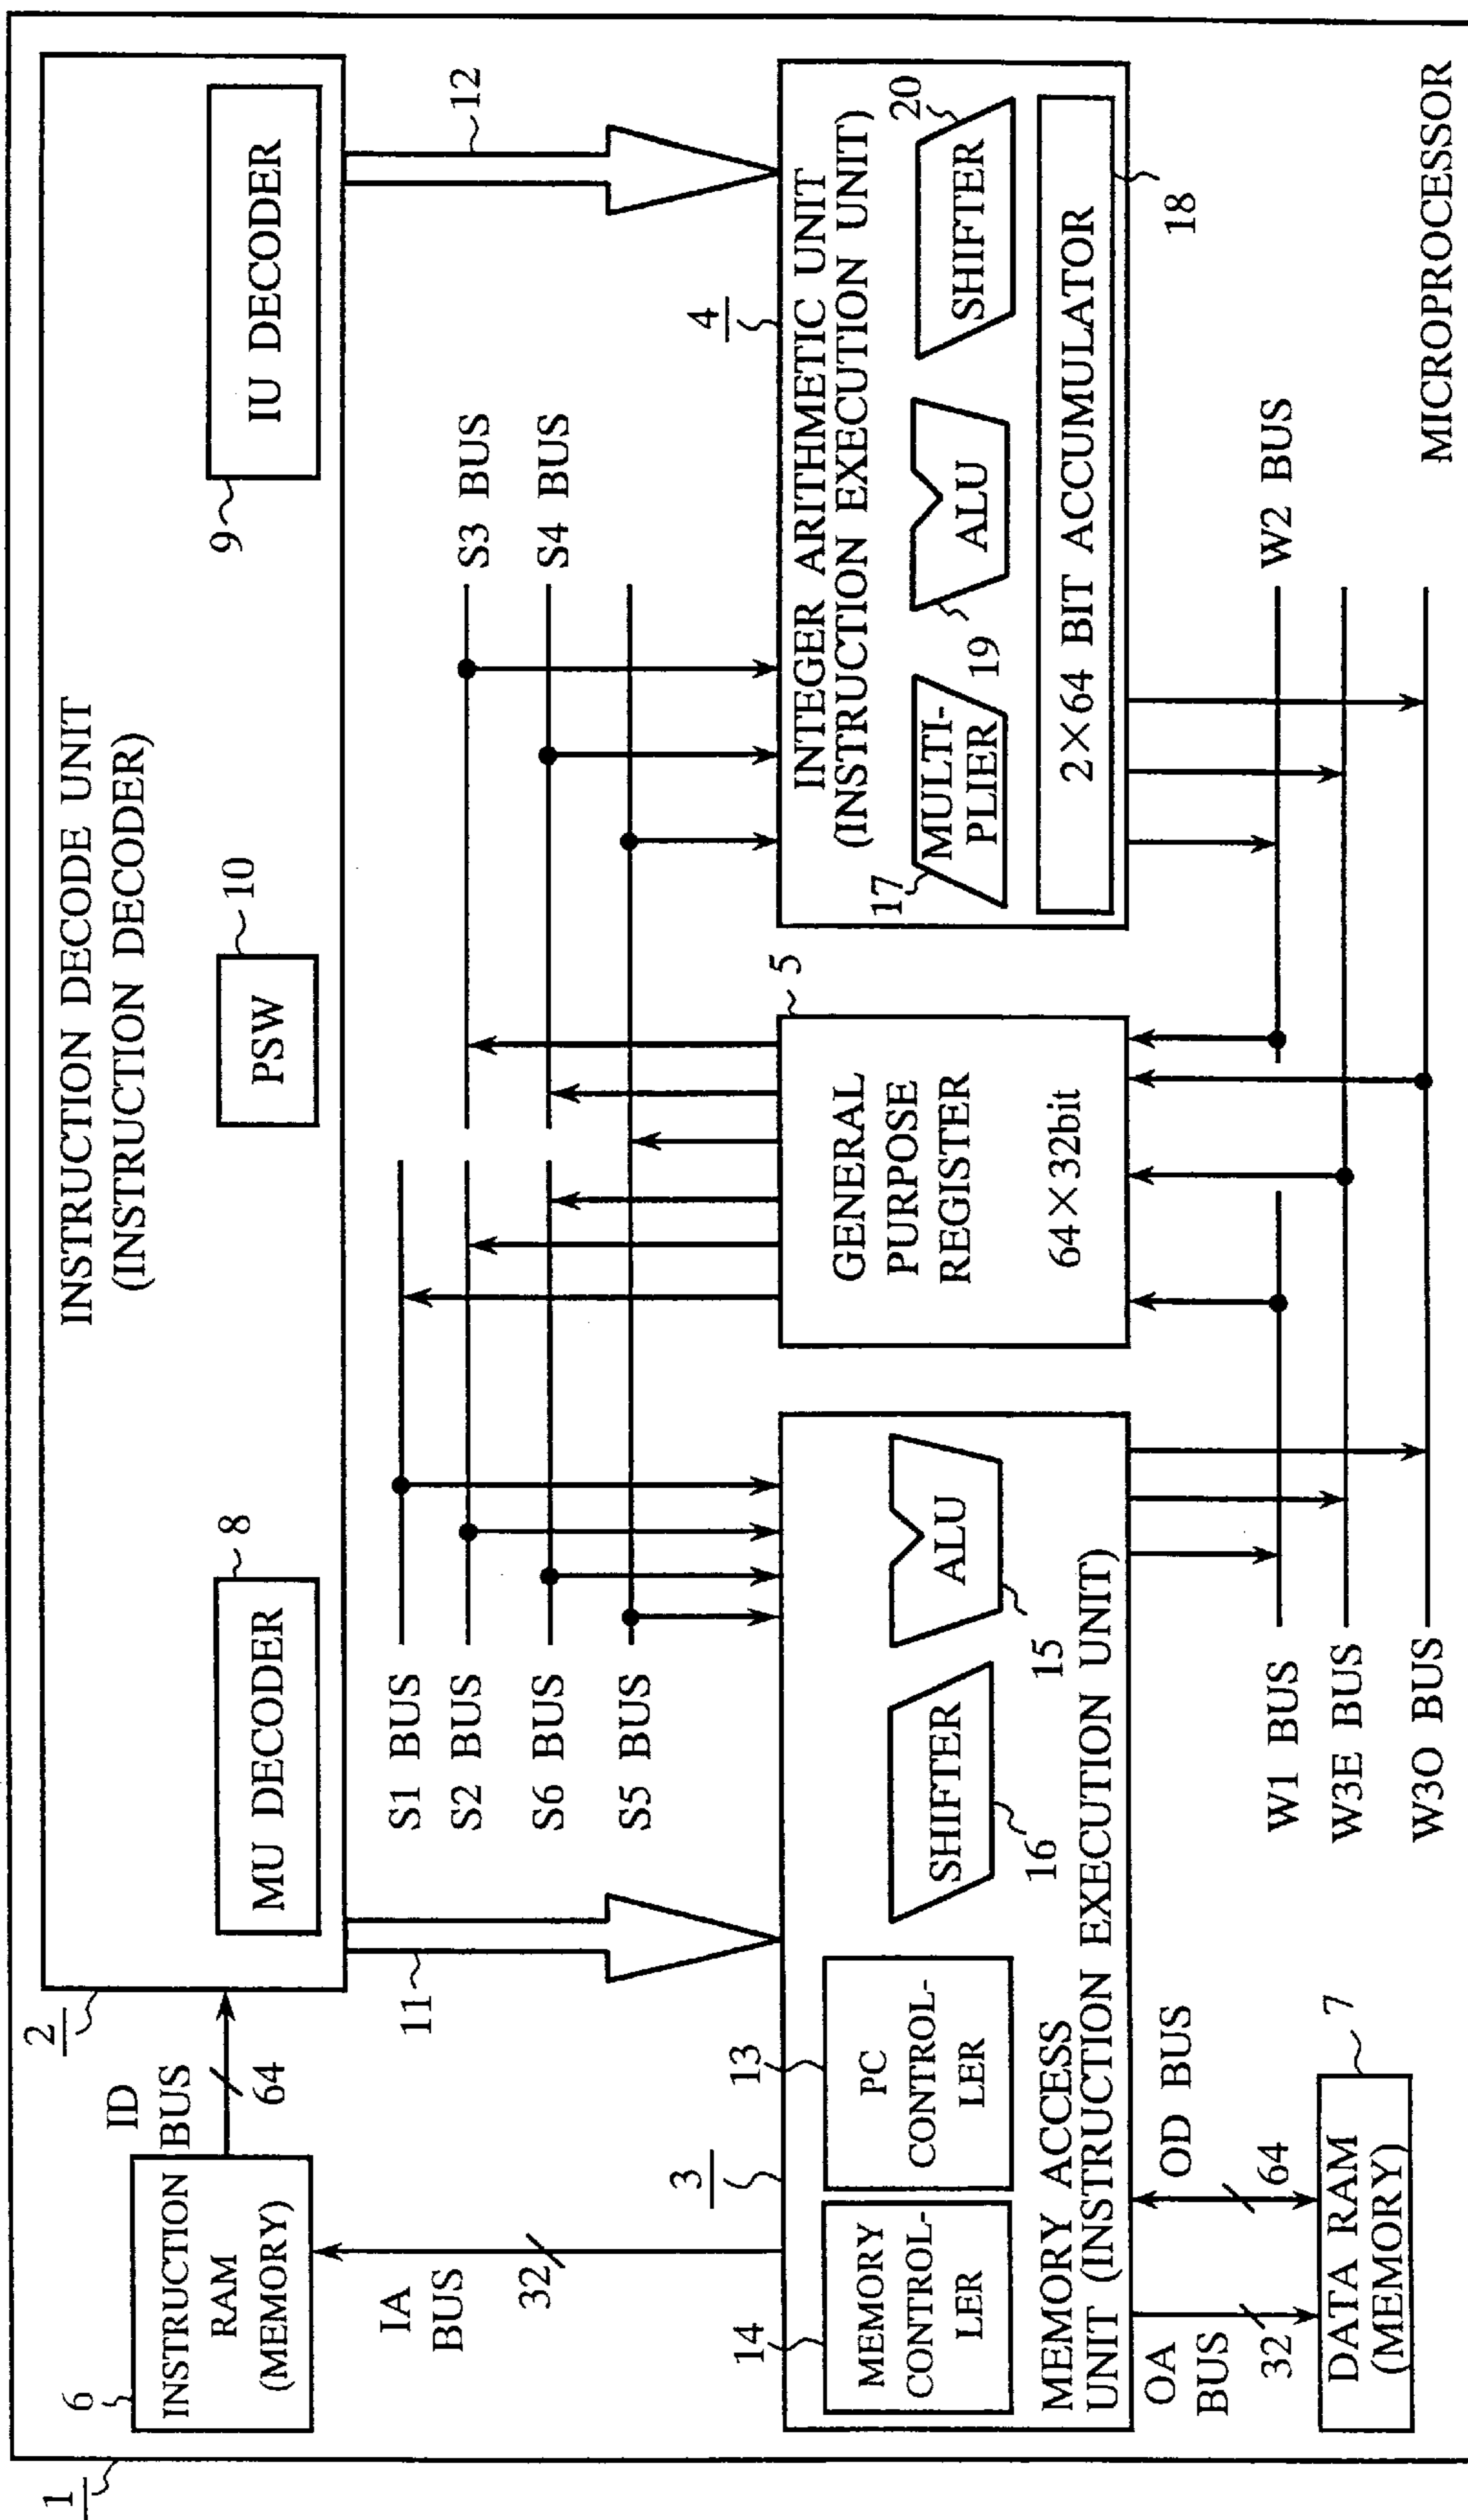 1
6
INSTRUCTION
RAM
(MEMORY)
ID
BUS
64
2
INSTRUCTION DECODE UNIT
(INSTRUCTION DECODER)
8
MU DECODER
10
PSW
9
IU DECODER
IA
BUS
32
11
12
S1 BUS
S2 BUS
S6 BUS
S5 BUS
S3 BUS
S4 BUS
3
14
MEMORY
CONTROL-
LER
13
PC
CONTROL-
LER
SHIFTER
16
ALU
15
MEMORY ACCESS
UNIT (INSTRUCTION EXECUTION UNIT)
5
GENERAL
PURPOSE
REGISTER
64×32bit
4
INTEGER ARITHMETIC UNIT
(INSTRUCTION EXECUTION UNIT)
17
MULTI-
PLIER
19
ALU
20
SHIFTER
2×64 BIT ACCUMULATOR
18
OA
BUS
32
OD BUS
64
7
DATA RAM
(MEMORY)
W1 BUS
W3E BUS
W3O BUS
W2 BUS
MICROPROCESSOR